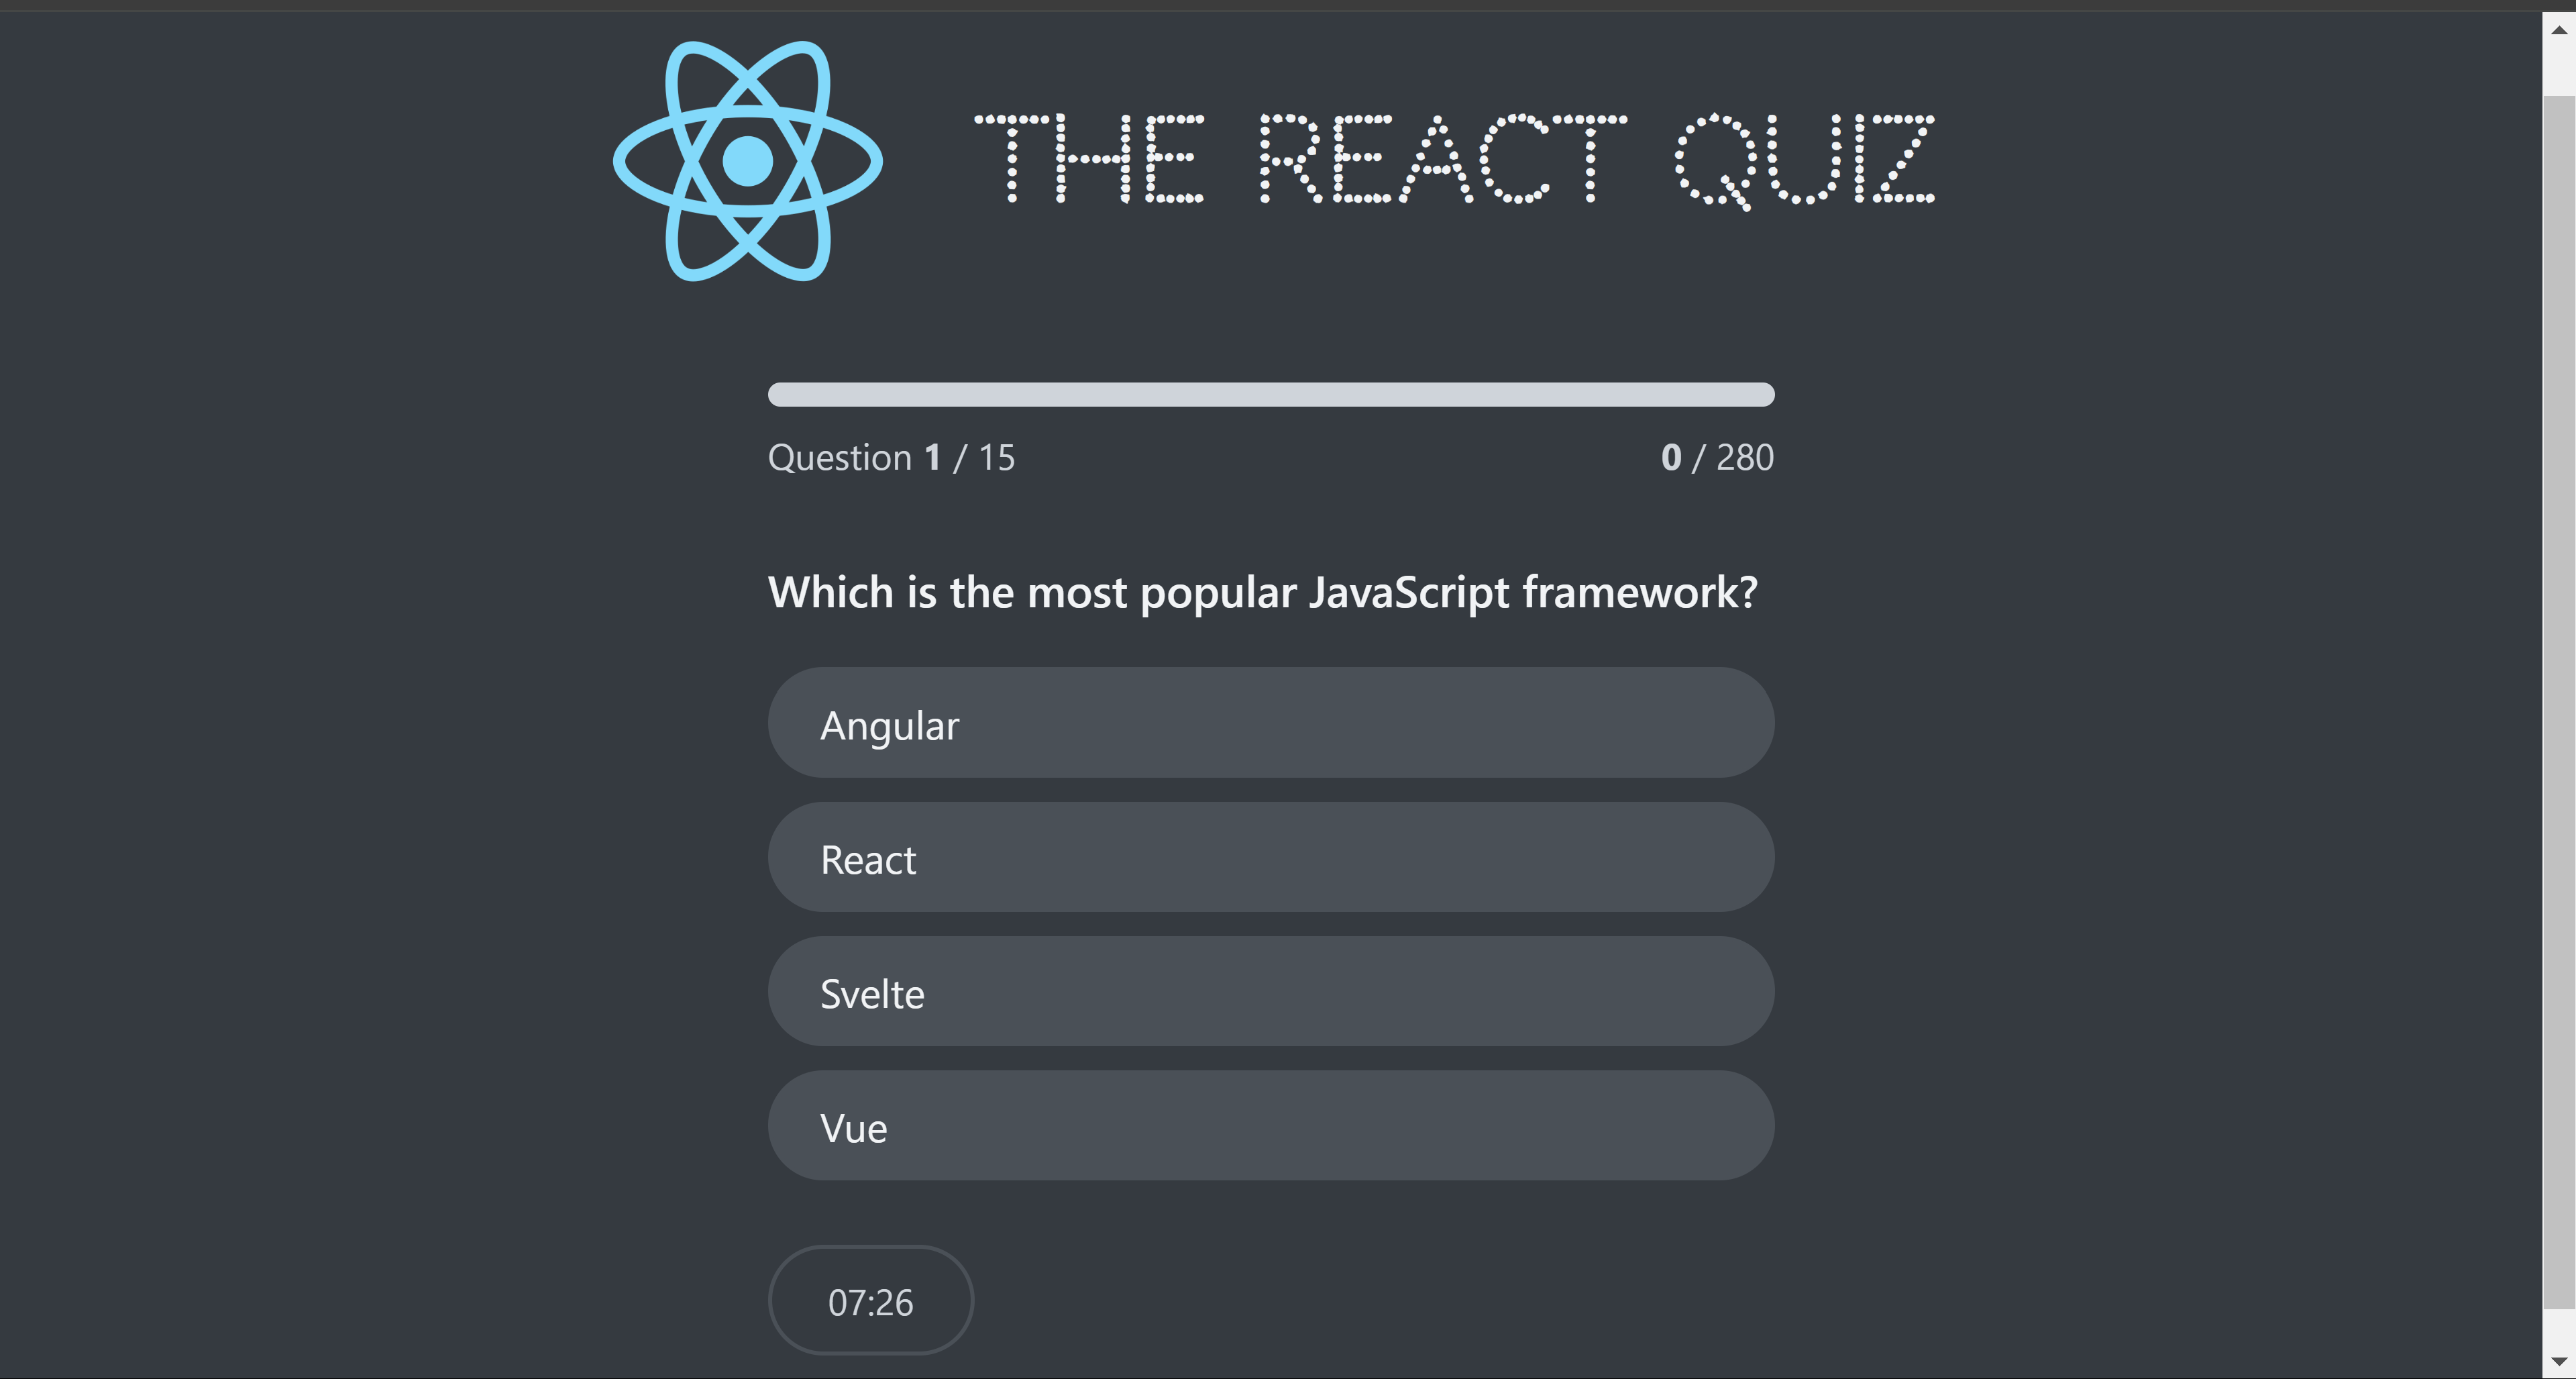 THE REACT QUIZ
Question 1 / 15
0 / 280
Which is the most popular JavaScript framework?
Angular
React
Svelte
Vue
07:26